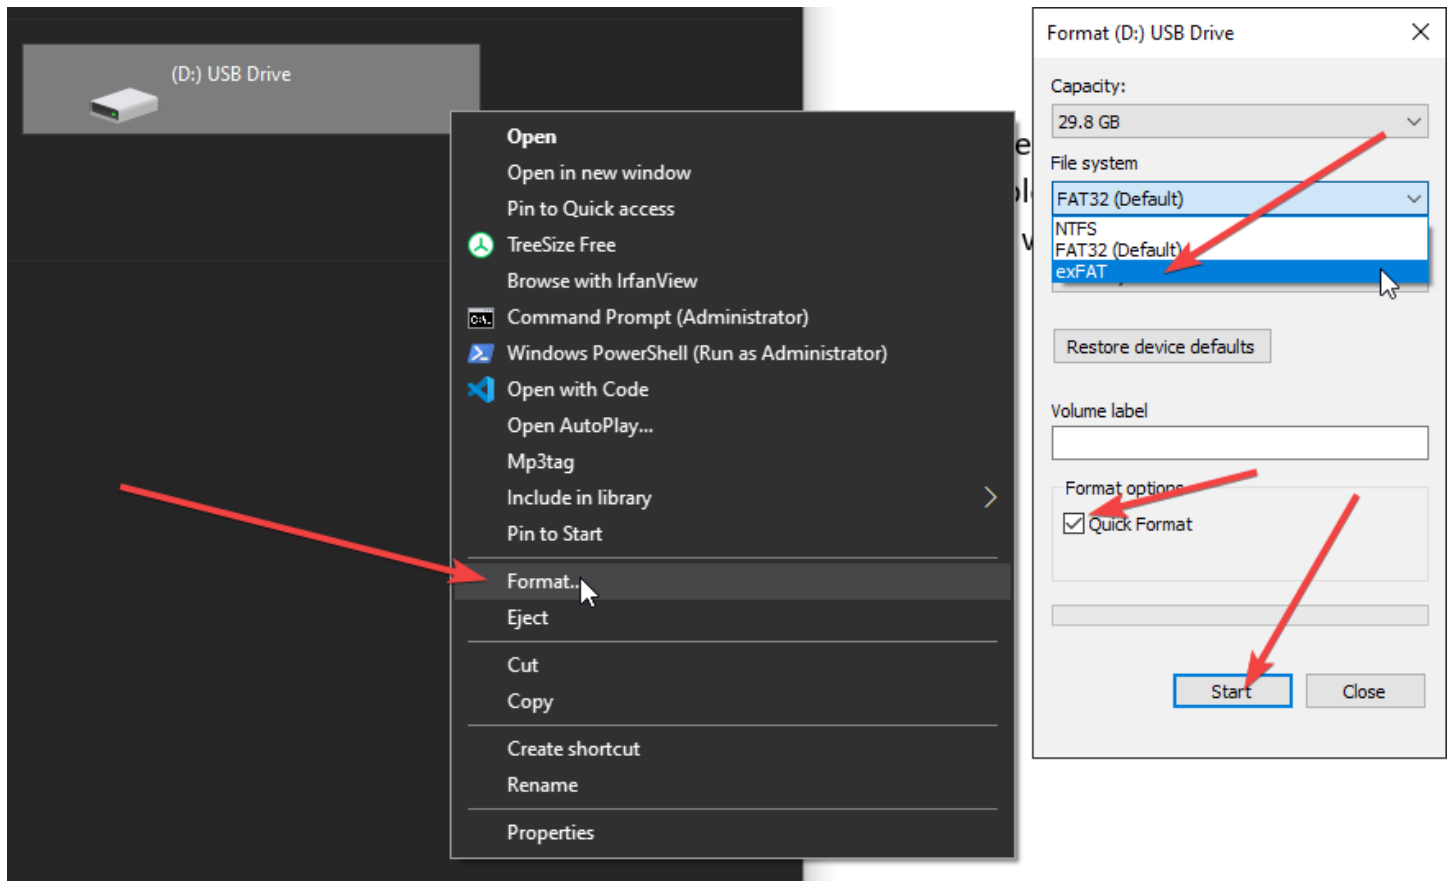 (D:) USB Drive
Open
Open in new window
Pin to Quick access
TreeSize Free
Browse with IrfanView
C:\.
Command Prompt (Administrator)
Windows PowerShell (Run as Administrator)
Open with Code
Open AutoPlay...
Mp3tag
Include in library
Pin to Start
Format...
Eject
Cut
Copy
Create shortcut
Rename
Properties
Format (D:) USB Drive
Capacity:
29.8 GB
File system
FAT32 (Default)
NTFS
FAT32 (Default)
exFAT
Restore device defaults
Volume label
Format options
Quick Format
Start
Close